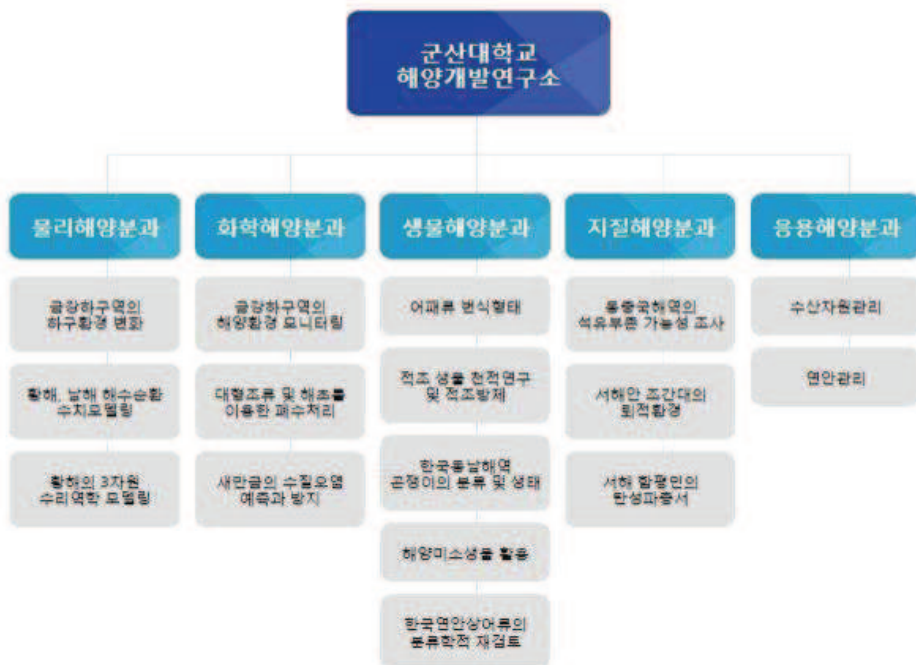 군산대학교
해양개발연구소
물리해양분과
화학해양분과
생물해양분과
지질해양분과
응용해양분과
금강하구역의
하구환경 변화
황해, 남해 해수순환
수치모델링
황해의 3차원
수리역학 모델링
금강하구역의
해양환경 모니터링
대형조류 및 해초를
이용한 폐수처리
새만금의 수질오염
예측과 방지
어패류 번식형태
적조 생물 천적연구
및 적조방제
한국동남해역
곤쟁이의 분류 및 생태
해양미소생물 활용
한국연안상어류의
분류학적 재검토
동중국해역의
석유부존 가능성 조사
서해안 조간대의
퇴적환경
서해 함평만의
탄성파층서
수산자원관리
연안관리